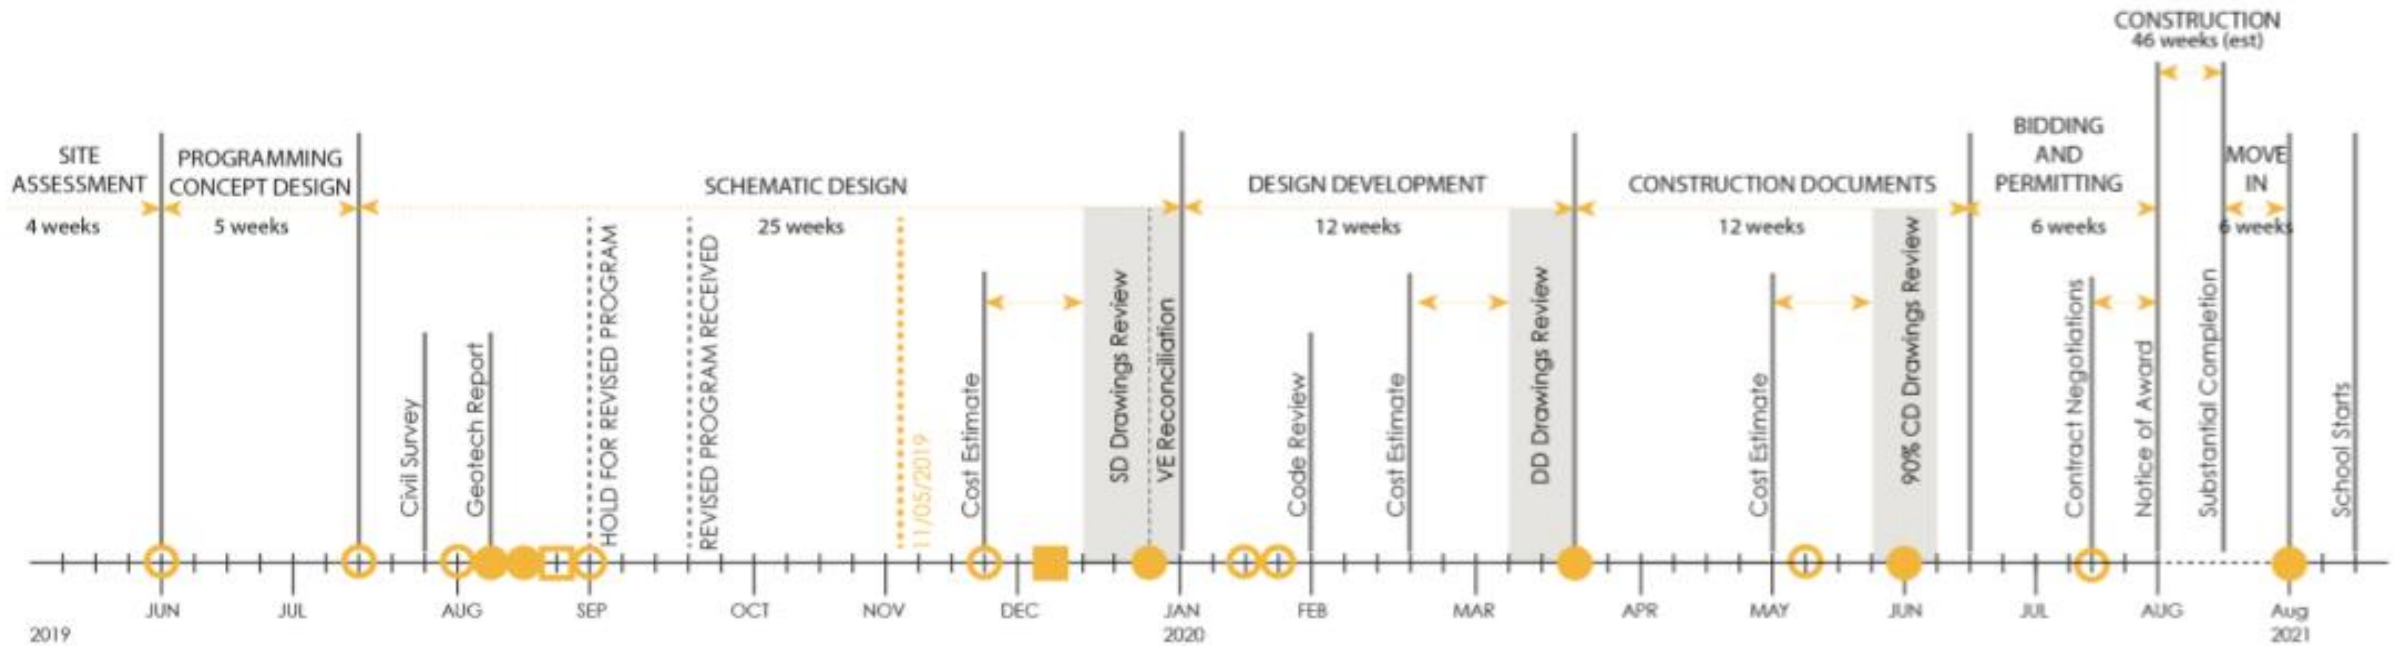 CONSTRUCTION
46 weeks (est)
SITE
ASSESSMENT
4 weeks
PROGRAMMING
CONCEPT DESIGN
5 weeks
SCHEMATIC DESIGN
25 weeks
DESIGN DEVELOPMENT
12 weeks
CONSTRUCTION DOCUMENTS
12 weeks
BIDDING
AND
PERMITTING
6 weeks
MOVE
IN
6 weeks
Civil Survey
Geotech Report
HOLD FOR REVISED PROGRAM
REVISED PROGRAM RECEIVED
11/05/2019
Cost Estimate
SD Drawings Review
VE Reconciliation
Code Review
Cost Estimate
DD Drawings Review
Cost Estimate
90% CD Drawings Review
Contract Negotiations
Notice of Award
Substantial Completion
School Starts
JUN
JUL
AUG
SEP
OCT
NOV
DEC
JAN
FEB
MAR
APR
MAY
JUN
JUL
AUG
Aug
2019
2020
2021